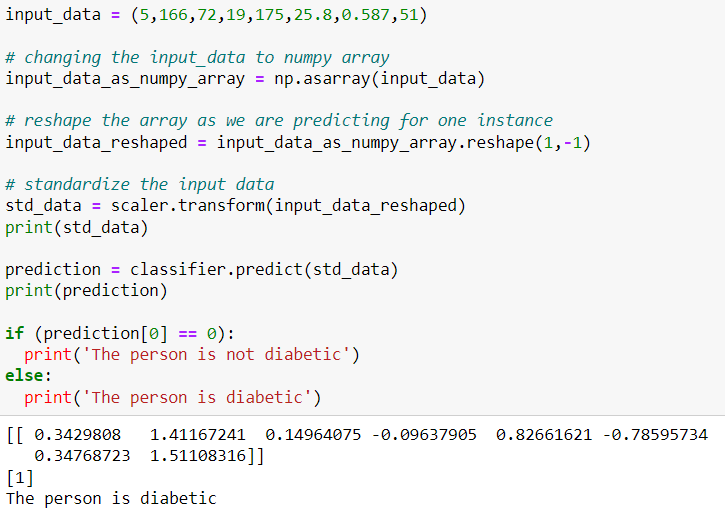 input_data = (5,166,72,19,175,25.8,0.587,51)
# changing the input_data to numpy array
input_data_as_numpy_array = np.asarray(input_data)
# reshape the array as we are predicting for one instance
input_data_reshaped = input_data_as_numpy_array.reshape(1,-1)
# standardize the input data
std_data = scaler.transform(input_data_reshaped)
print(std_data)
prediction = classifier.predict(std_data)
print(prediction)
if (prediction[0] == 0):
  print('The person is not diabetic')
else:
  print('The person is diabetic')
[[ 0.3429808   1.41167241  0.14964075 -0.09637905  0.82661621 -0.78595734
   0.34768723  1.51108316]]
[1]
The person is diabetic